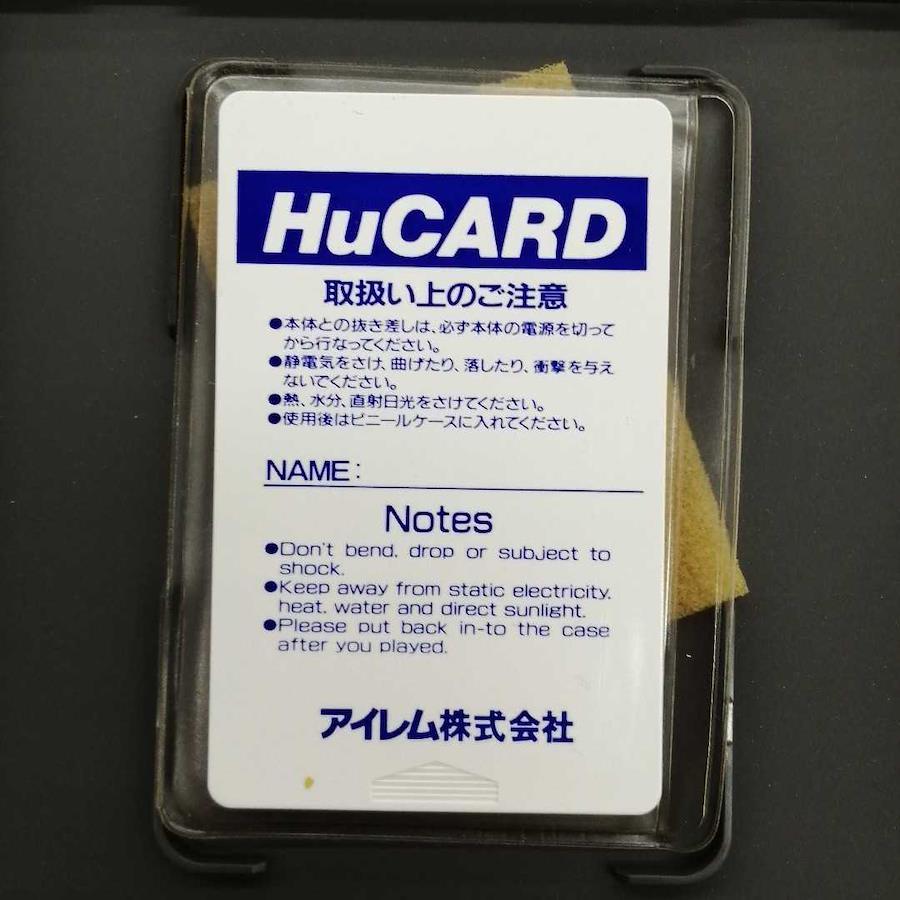 HuCARD
取扱い上のご注意
●本体との抜き差しは、必ず本体の電源を切って
から行なってください。
●静電気をさけ、曲げたり、落したり、衝撃を与え
ないでください。
●熱、水分、直射日光をさけてください。
●使用後はビニールケースに入れてください。
NAME:
Notes
●Don't bend, drop or subject to
shock.
●Keep away from static electricity,
heat, water and direct sunlight.
●Please put back in-to the case
after you played.
アイレム株式会社